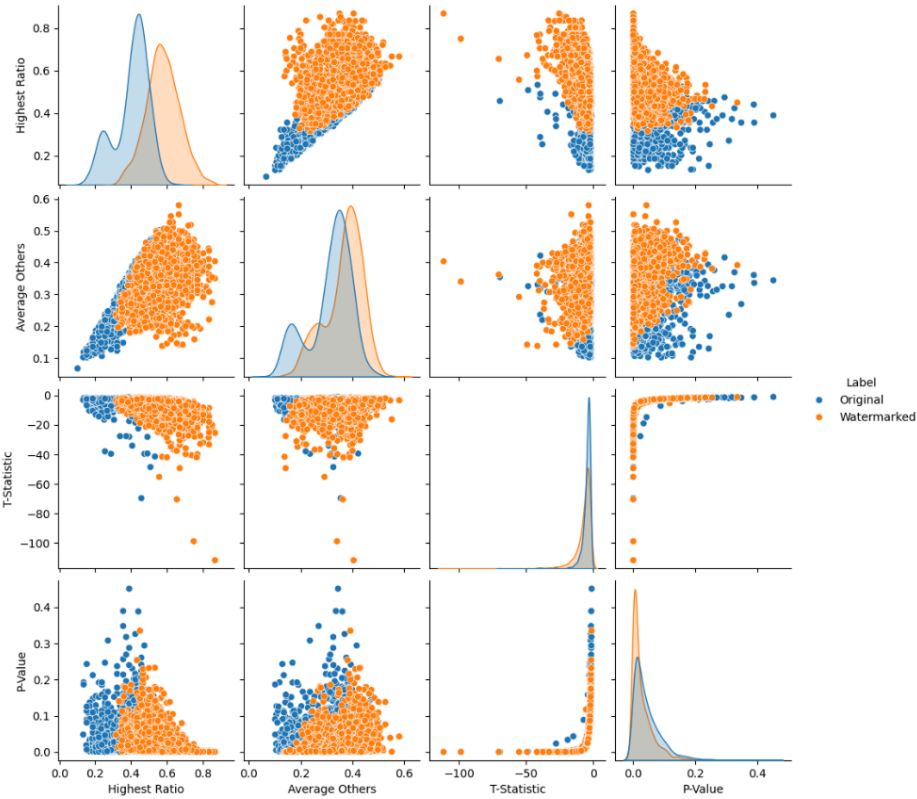 Highest Ratio
0.8
0.6
0.4
0.2
Average Others
0.6
0.5
0.4
0.3
0.2
0.1
T-Statistic
0
−20
−40
−60
−80
−100
Label
Original
Watermarked
P-Value
0.4
0.3
0.2
0.1
0.0
0.0 0.2 0.4 0.6 0.8
Highest Ratio
0.0 0.2 0.4 0.6
Average Others
−100 −50 0
T-Statistic
0.0 0.2 0.4
P-Value